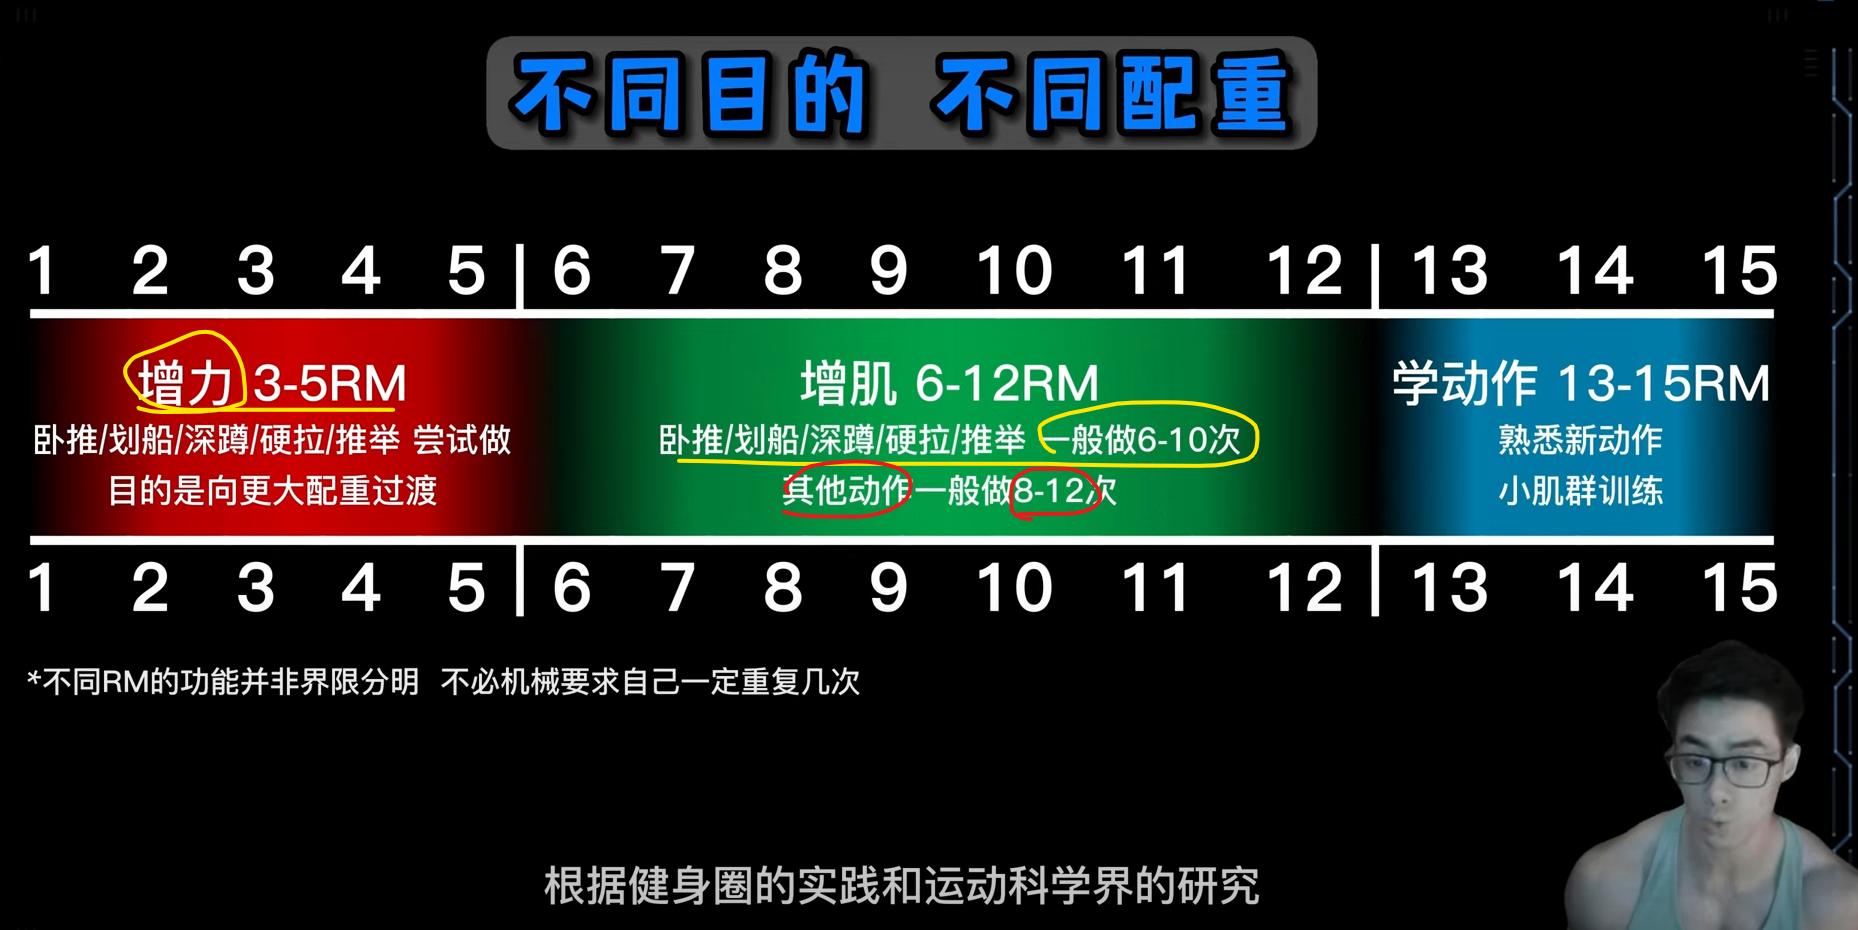 不同目的 不同配重
1 2 3 4 5 6 7 8 9 10 11 12 13 14 15
增力 3-5RM
卧推/划船/深蹲/硬拉/推举 尝试做
目的是向更大配重过渡
增肌 6-12RM
卧推/划船/深蹲/硬拉/推举 一般做6-10次
其他动作一般做8-12次
学动作 13-15RM
熟悉新动作
小肌群训练
1 2 3 4 5 6 7 8 9 10 11 12 13 14 15
*不同RM的功能并非界限分明 不必机械要求自己一定重复几次
根据健身圈的实践和运动科学界的研究